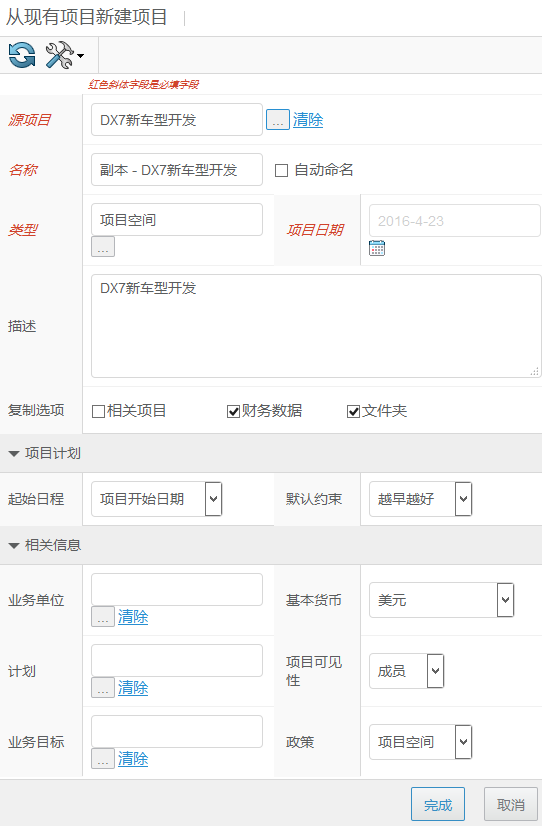 从现有项目新建项目
红色斜体字段是必填字段
源项目 DX7新车型开发 ... 清除
名称 副本 - DX7新车型开发 自动命名
类型 项目空间 ... 项目日期 2016-4-23
描述 DX7新车型开发
复制选项 相关项目 财务数据 文件夹
项目计划
起始日程 项目开始日期 默认约束 越早越好
相关信息
业务单位 ... 清除 基本货币 美元
计划 ... 清除 项目可见
性 成员
业务目标 ... 清除 政策 项目空间
完成 取消